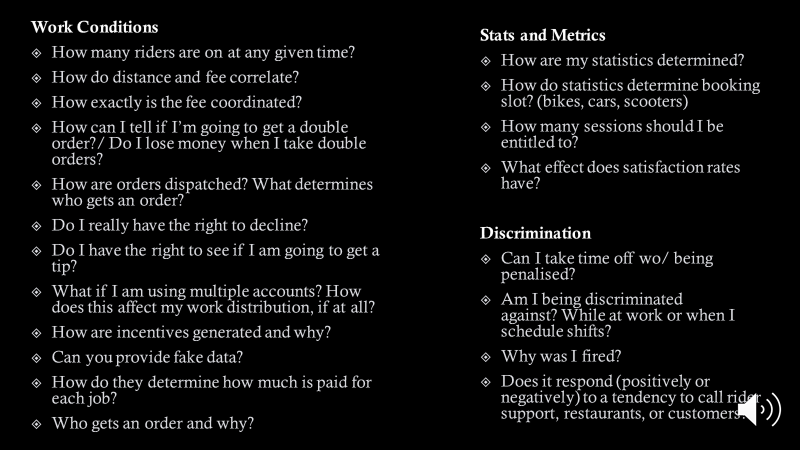 Work Conditions
How many riders are on at any given time?
How do distance and fee correlate?
How exactly is the fee coordinated?
How can I tell if I'm going to get a double
order?/ Do I lose money when I take double
orders?
How are orders dispatched? What determines
who gets an order?
Do I really have the right to decline?
Do I have the right to see if I am going to get a
tip?
What if I am using multiple accounts? How
does this affect my work distribution, if at all?
How are incentives generated and why?
Can you provide fake data?
How do they determine how much is paid for
each job?
Who gets an order and why?
Stats and Metrics
How are my statistics determined?
How do statistics determine booking
slot? (bikes, cars, scooters)
How many sessions should I be
entitled to?
What effect does satisfaction rates
have?
Discrimination
Can I take time off wo/ being
penalised?
Am I being discriminated
against? While at work or when I
schedule shifts?
Why was I fired?
Does it respond (positively or
negatively) to a tendency to call rider
support, restaurants, or customers?